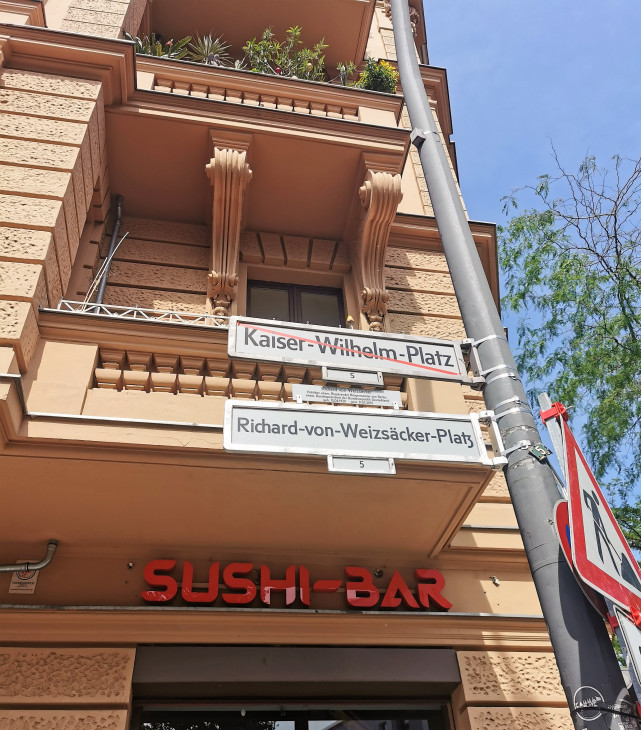 Kaiser-Wilhelm-Platz
5
Richard-von-Weizsäcker-Platz
5
SUSHI-BAR